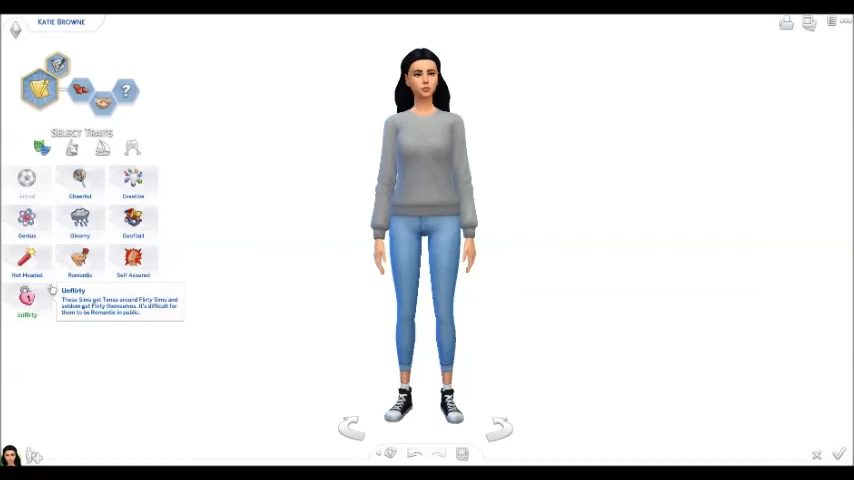 KATIE BROWNE
?
SELECT TRAITS
Active
Cheerful
Creative
Genius
Gloomy
Goofball
Hot-Headed
Romantic
Self-Assured
Unflirty
Unflirty
These Sims get Tense around Flirty Sims and
seldom get Flirty themselves. It's difficult for
them to be Romantic in public.